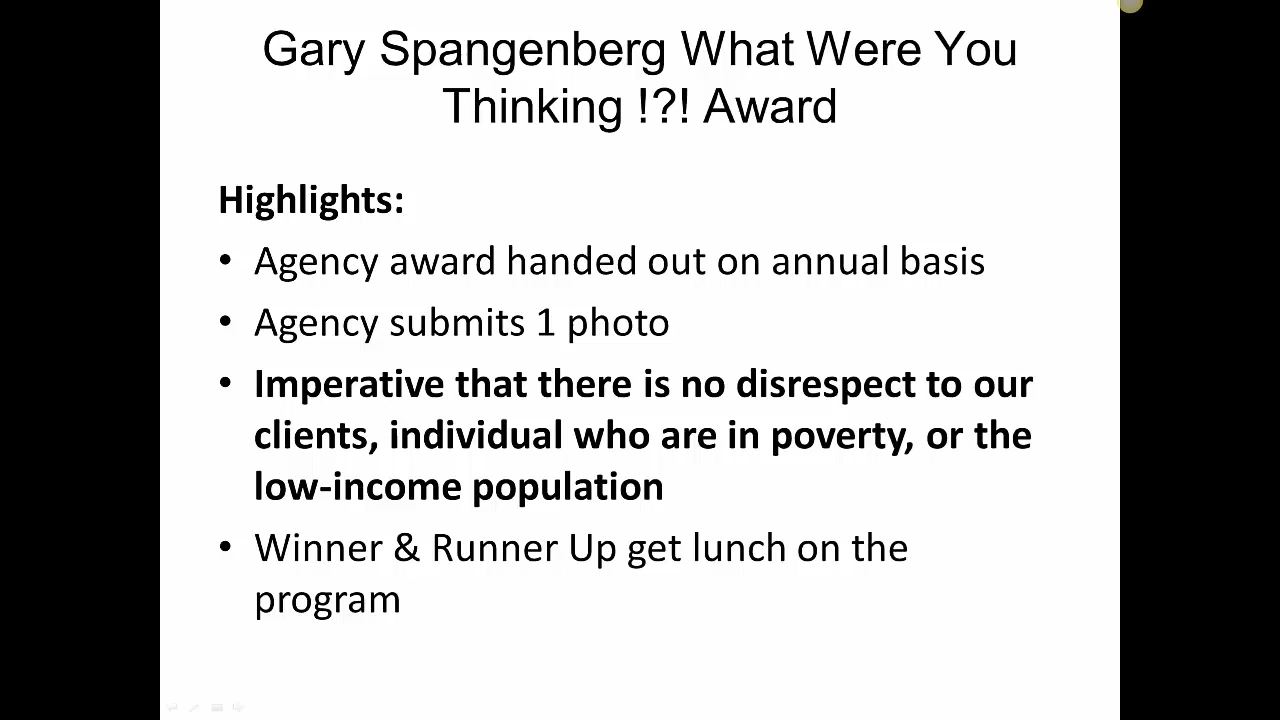 Gary Spangenberg What Were You
Thinking !?! Award
Highlights:
• Agency award handed out on annual basis
• Agency submits 1 photo
• Imperative that there is no disrespect to our
clients, individual who are in poverty, or the
low-income population
• Winner & Runner Up get lunch on the
program